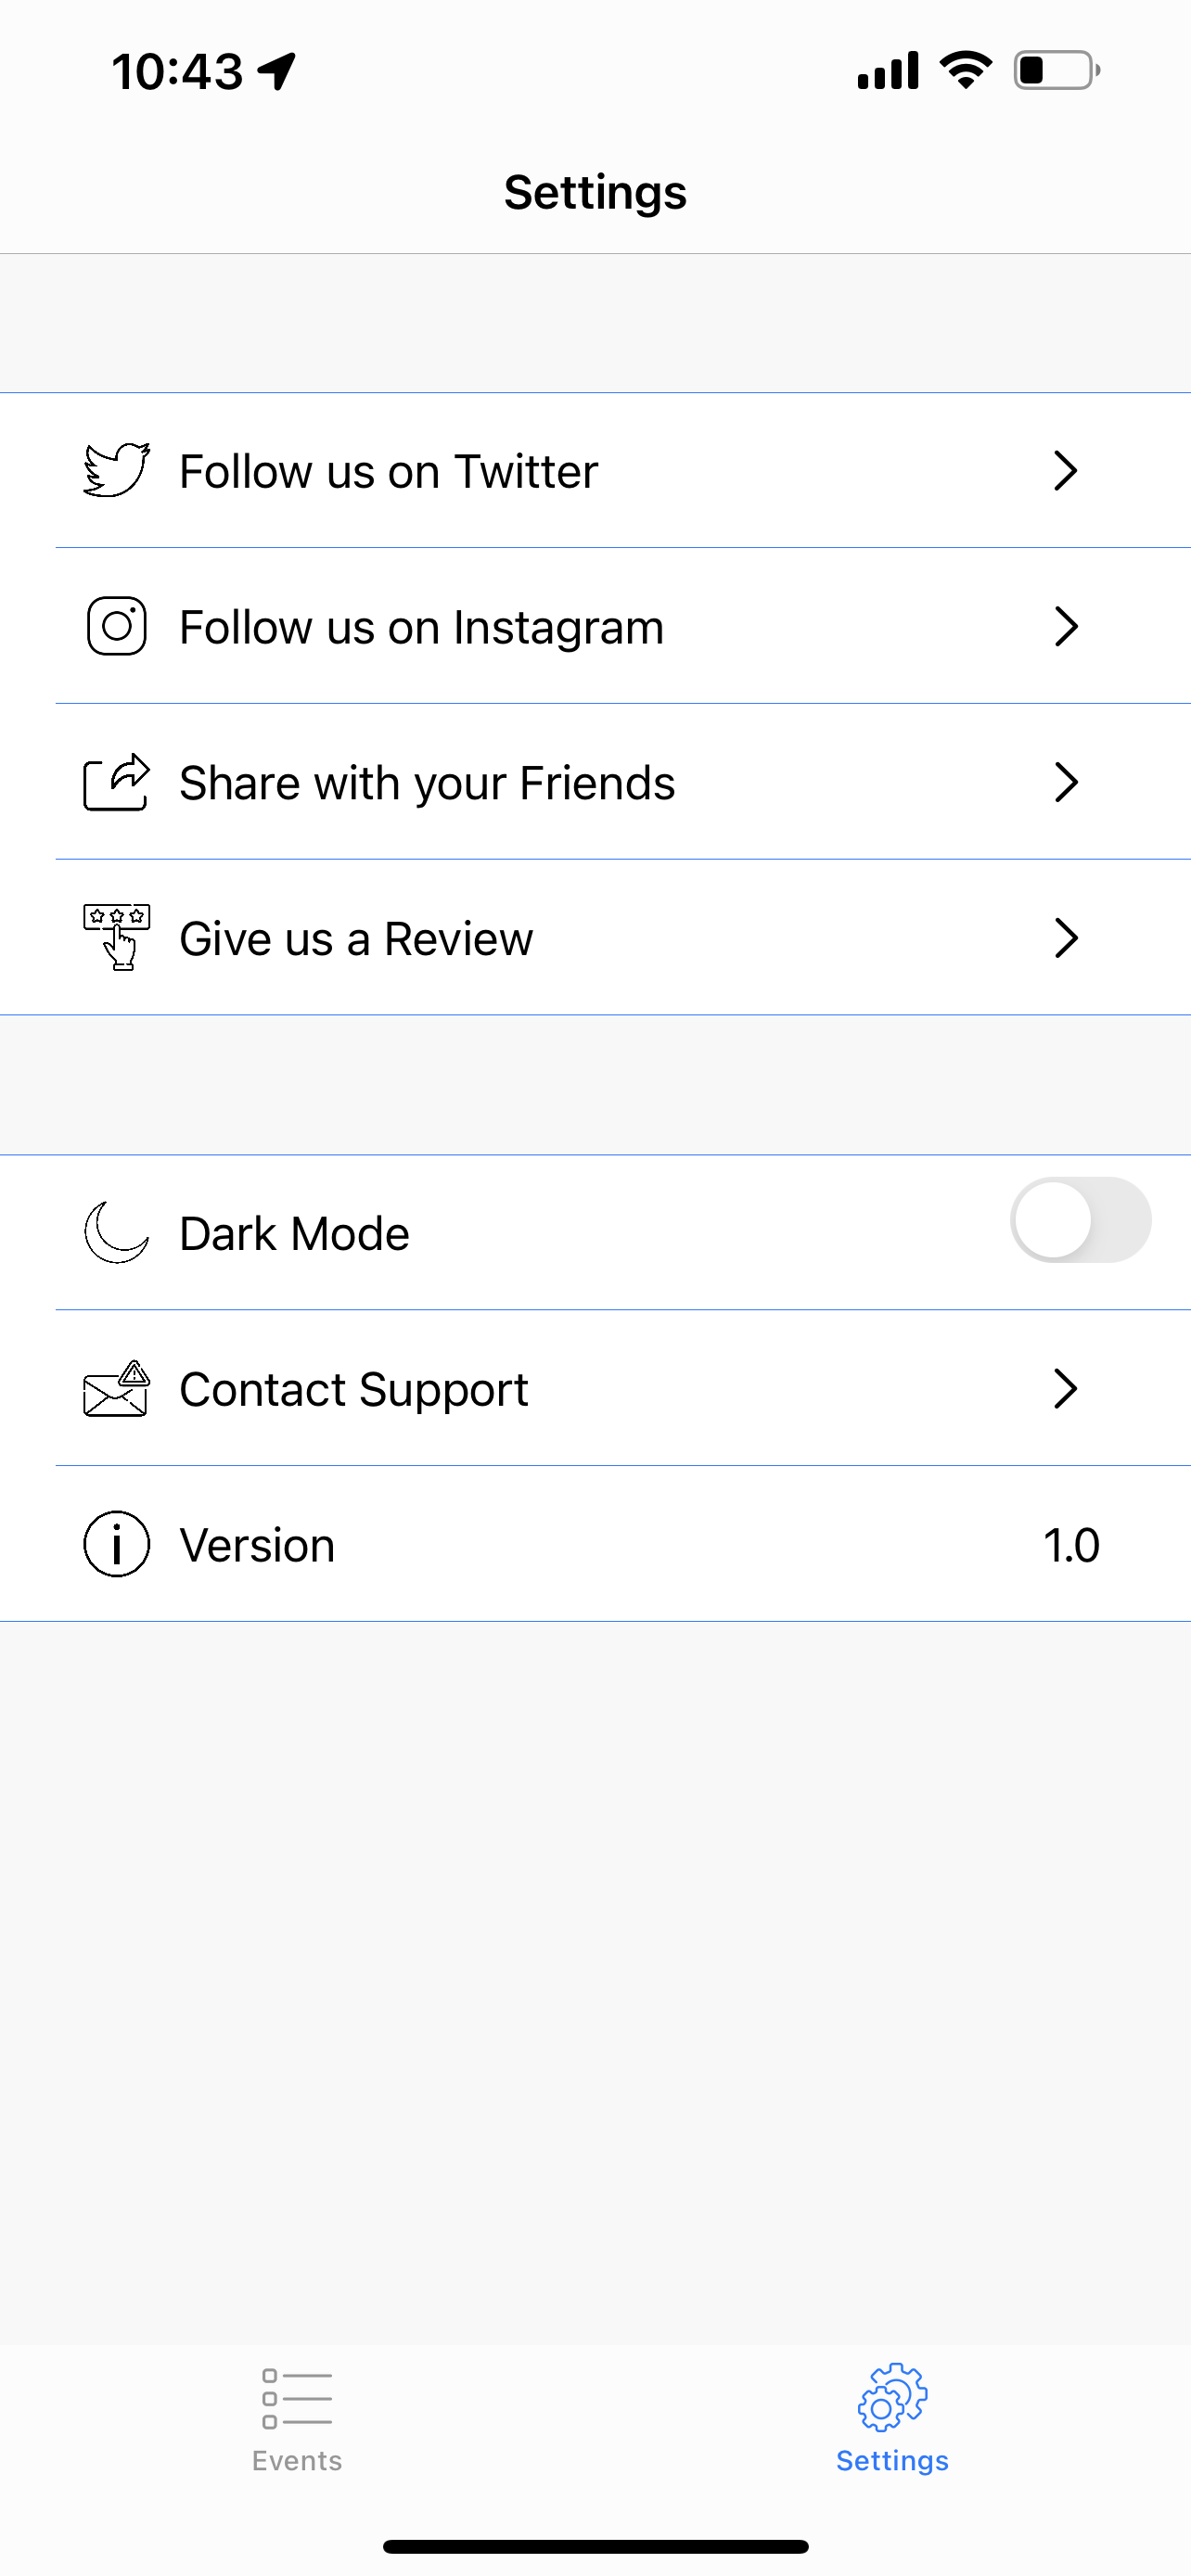 10:43
Settings
Follow us on Twitter
Follow us on Instagram
Share with your Friends
Give us a Review
Dark Mode
Contact Support
Version 1.0
Events Settings